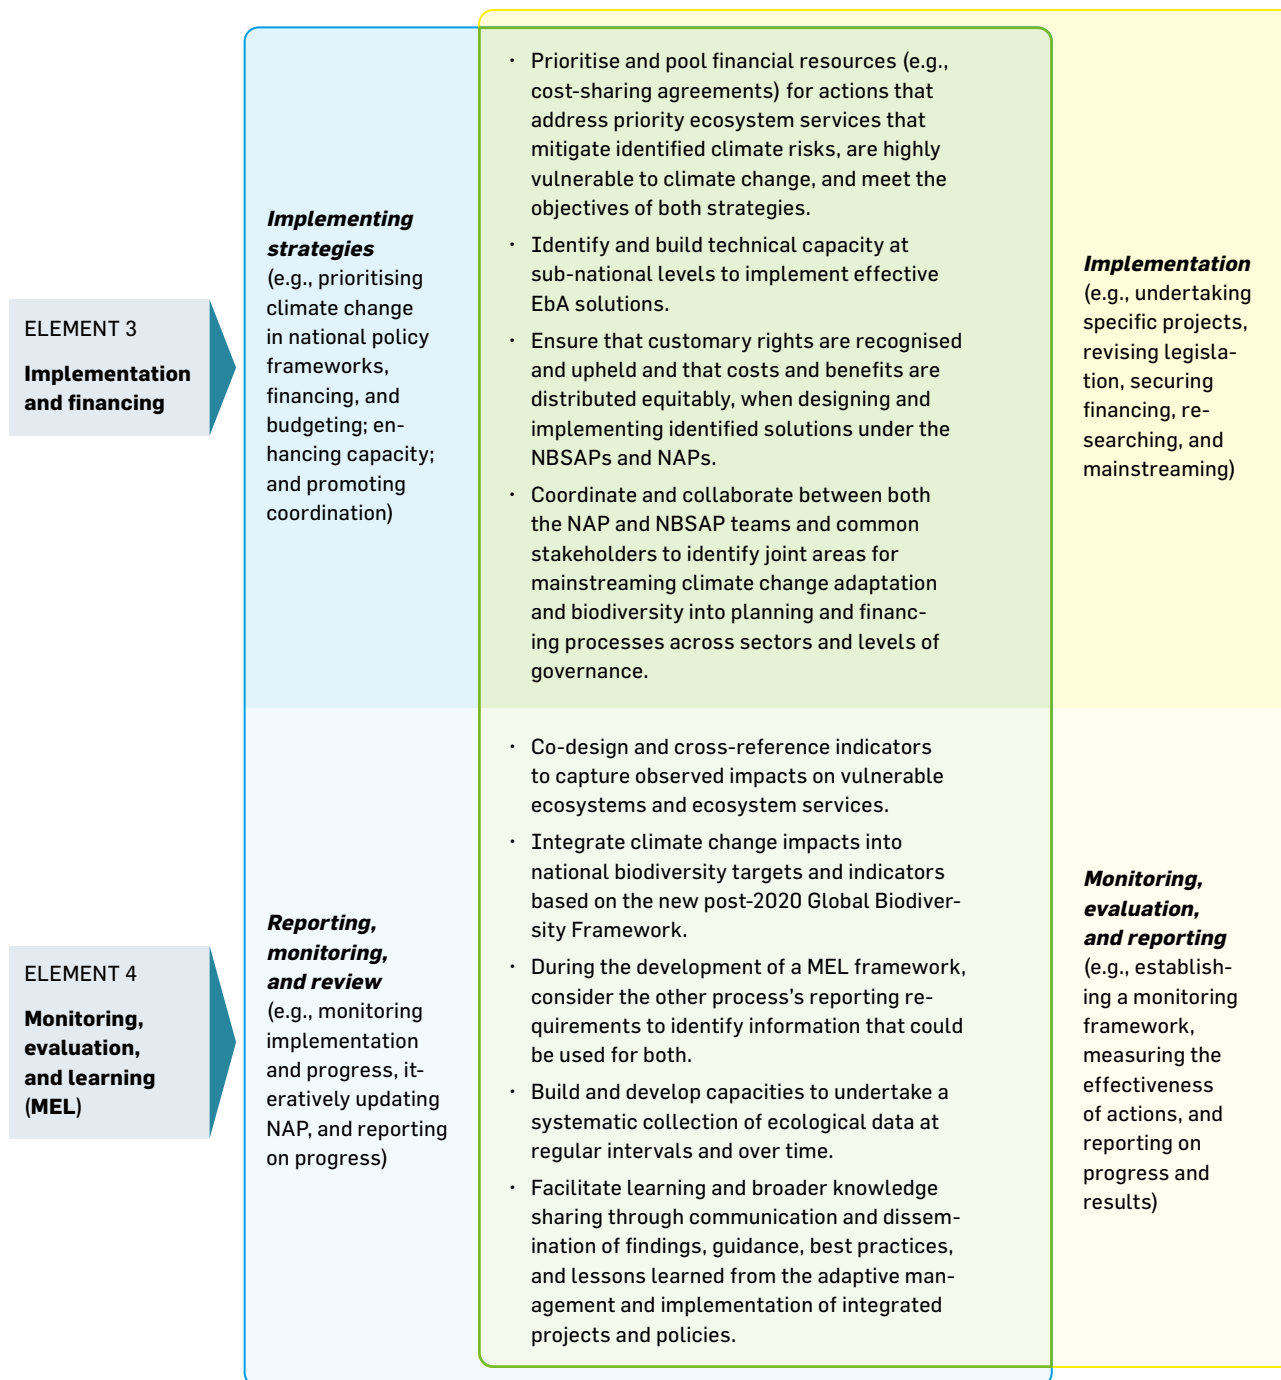 ELEMENT 3
Implementation
and financing
Implementing
strategies
(e.g., prioritising
climate change
in national policy
frameworks,
financing, and
budgeting; en-
hancing capacity;
and promoting
coordination)
· Prioritise and pool financial resources (e.g.,
cost-sharing agreements) for actions that
address priority ecosystem services that
mitigate identified climate risks, are highly
vulnerable to climate change, and meet the
objectives of both strategies.
· Identify and build technical capacity at
sub-national levels to implement effective
EbA solutions.
· Ensure that customary rights are recognised
and upheld and that costs and benefits are
distributed equitably, when designing and
implementing identified solutions under the
NBSAPs and NAPs.
· Coordinate and collaborate between both
the NAP and NBSAP teams and common
stakeholders to identify joint areas for
mainstreaming climate change adaptation
and biodiversity into planning and financ-
ing processes across sectors and levels of
governance.
Implementation
(e.g., undertaking
specific projects,
revising legisla-
tion, securing
financing, re-
searching, and
mainstreaming)
ELEMENT 4
Monitoring,
evaluation,
and learning
(MEL)
Reporting,
monitoring,
and review
(e.g., monitoring
implementation
and progress, it-
eratively updating
NAP, and reporting
on progress)
· Co-design and cross-reference indicators
to capture observed impacts on vulnerable
ecosystems and ecosystem services.
· Integrate climate change impacts into
national biodiversity targets and indicators
based on the new post-2020 Global Biodiver-
sity Framework.
· During the development of a MEL framework,
consider the other process's reporting re-
quirements to identify information that could
be used for both.
· Build and develop capacities to undertake a
systematic collection of ecological data at
regular intervals and over time.
· Facilitate learning and broader knowledge
sharing through communication and dissem-
ination of findings, guidance, best practices,
and lessons learned from the adaptive man-
agement and implementation of integrated
projects and policies.
Monitoring,
evaluation,
and reporting
(e.g., establish-
ing a monitoring
framework,
measuring the
effectiveness
of actions, and
reporting on
progress and
results)